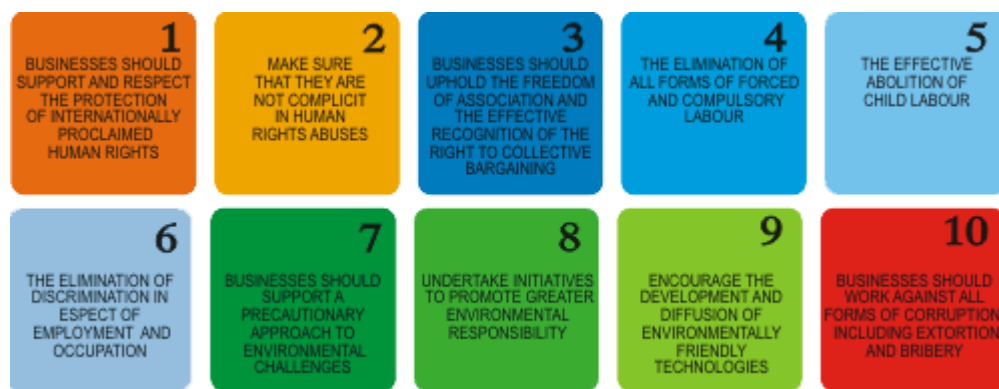 1
BUSINESSES SHOULD
SUPPORT AND RESPECT
THE PROTECTION
OF INTERNATIONALLY
PROCLAIMED
HUMAN RIGHTS
2
MAKE SURE
THAT THEY ARE
NOT COMPLICIT
IN HUMAN
RIGHTS ABUSES
3
BUSINESSES SHOULD
UPHOLD THE FREEDOM
OF ASSOCIATION AND
THE EFFECTIVE
RECOGNITION OF THE
RIGHT TO COLLECTIVE
BARGAINING
4
THE ELIMINATION OF
ALL FORMS OF FORCED
AND COMPULSORY
LABOUR
5
THE EFFECTIVE
ABOLITION OF
CHILD LABOUR
6
THE ELIMINATION OF
DISCRIMINATION IN
ESPECT OF
EMPLOYMENT AND
OCCUPATION
7
BUSINESSES SHOULD
SUPPORT A
PRECAUTIONARY
APPROACH TO
ENVIRONMENTAL
CHALLENGES
8
UNDERTAKE INITIATIVES
TO PROMOTE GREATER
ENVIRONMENTAL
RESPONSIBILITY
9
ENCOURAGE THE
DEVELOPMENT AND
DIFFUSION OF
ENVIRONMENTALLY
FRIENDLY
TECHNOLOGIES
10
BUSINESSES SHOULD
WORK AGAINST ALL
FORMS OF CORRUPTION
INCLUDING EXTORTION
AND BRIBERY